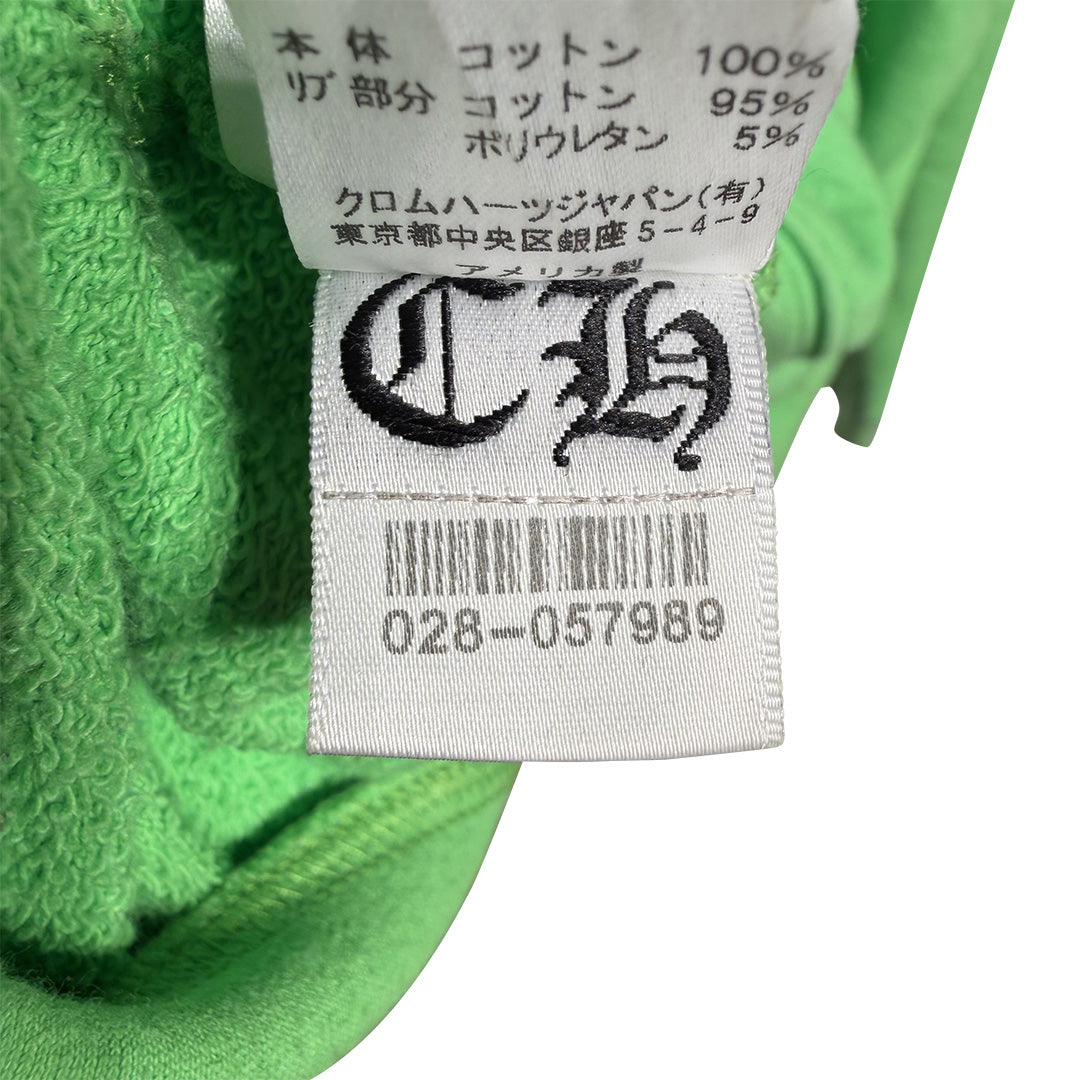 本体 コットン 100%
リブ部分 コットン 95%
ポリウレタン 5%
クロムハーツジャパン(有)
東京都中央区銀座5-4-9
アメリカ製
CH
028-057989